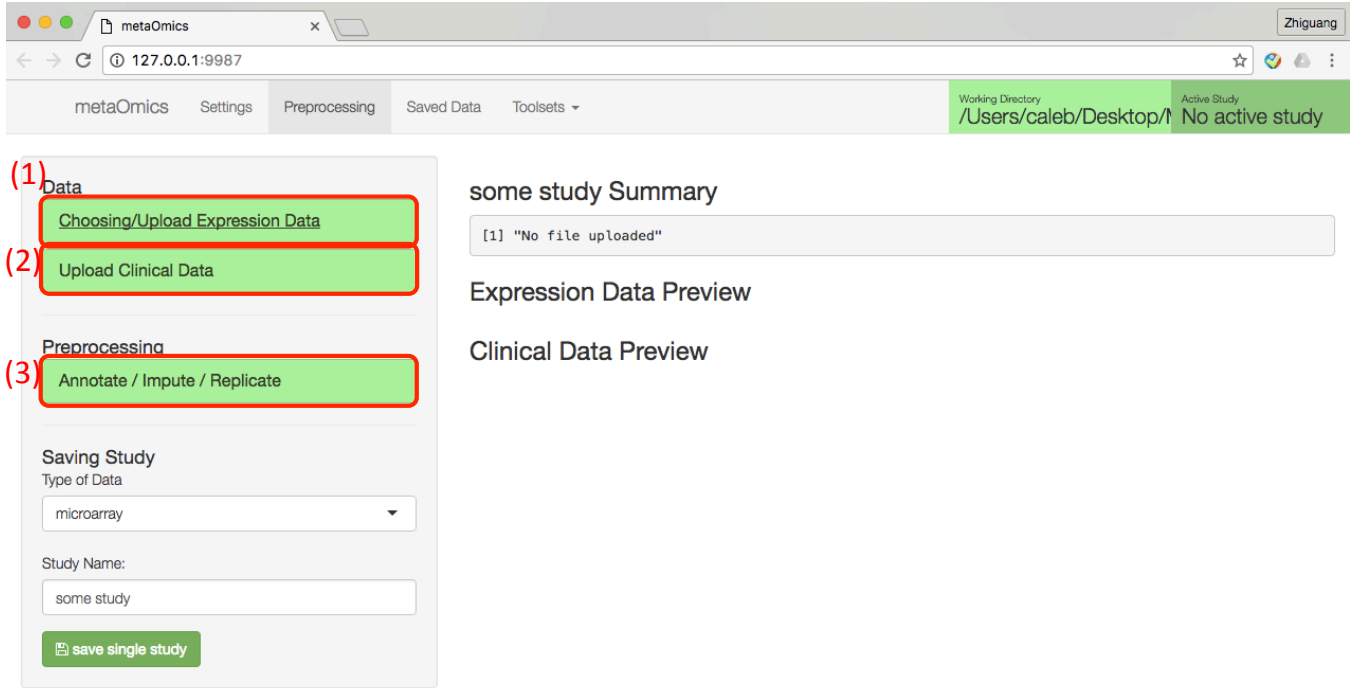 metaOmics
Zhiguang
127.0.0.1:9987
metaOmics Settings Preprocessing Saved Data Toolsets
Working Directory
/Users/caleb/Desktop/
Active Study
No active study
(1)
Data
Choosing/Upload Expression Data
(2)
Upload Clinical Data
Preprocessing
(3)
Annotate / Impute / Replicate
Saving Study
Type of Data
microarray
Study Name:
some study
save single study
some study Summary
[1] "No file uploaded"
Expression Data Preview
Clinical Data Preview